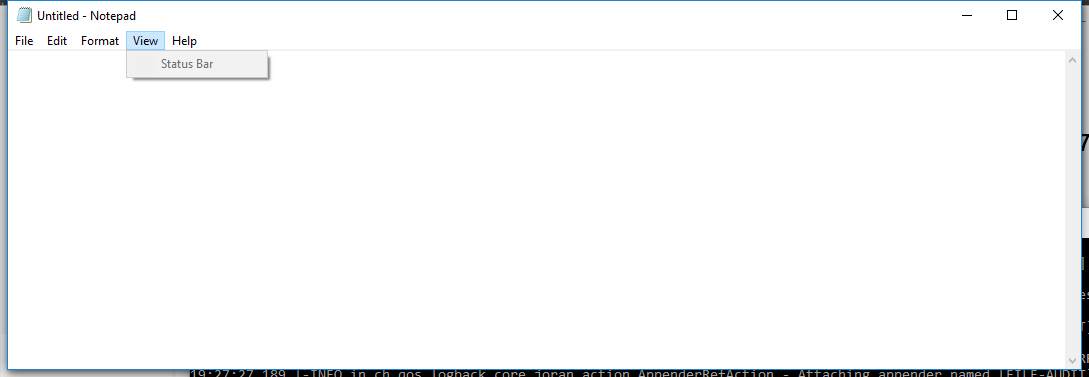 Untitled - Notepad
File Edit Format View Help
Status Bar
7
19:27:27,189 |-INFO in ch.qos.logback.core.joran.action.AppenderRefAction - Attaching appender named [FILE-AUDIT